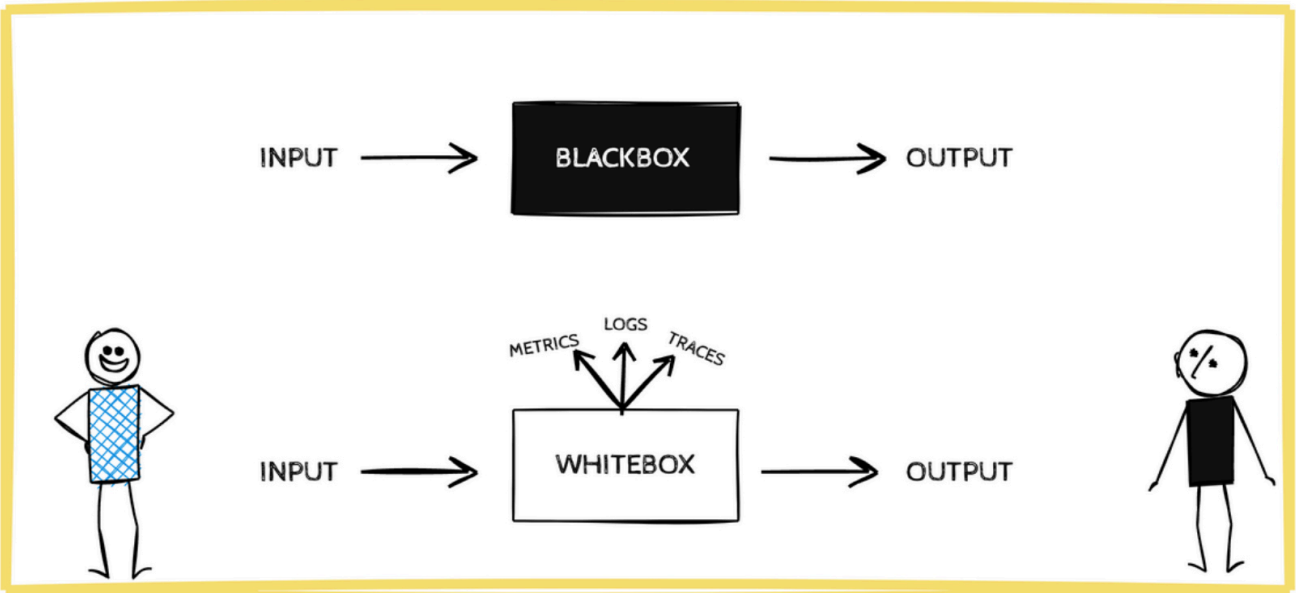 INPUT
BLACKBOX
OUTPUT
METRICS
LOGS
TRACES
INPUT
WHITEBOX
OUTPUT